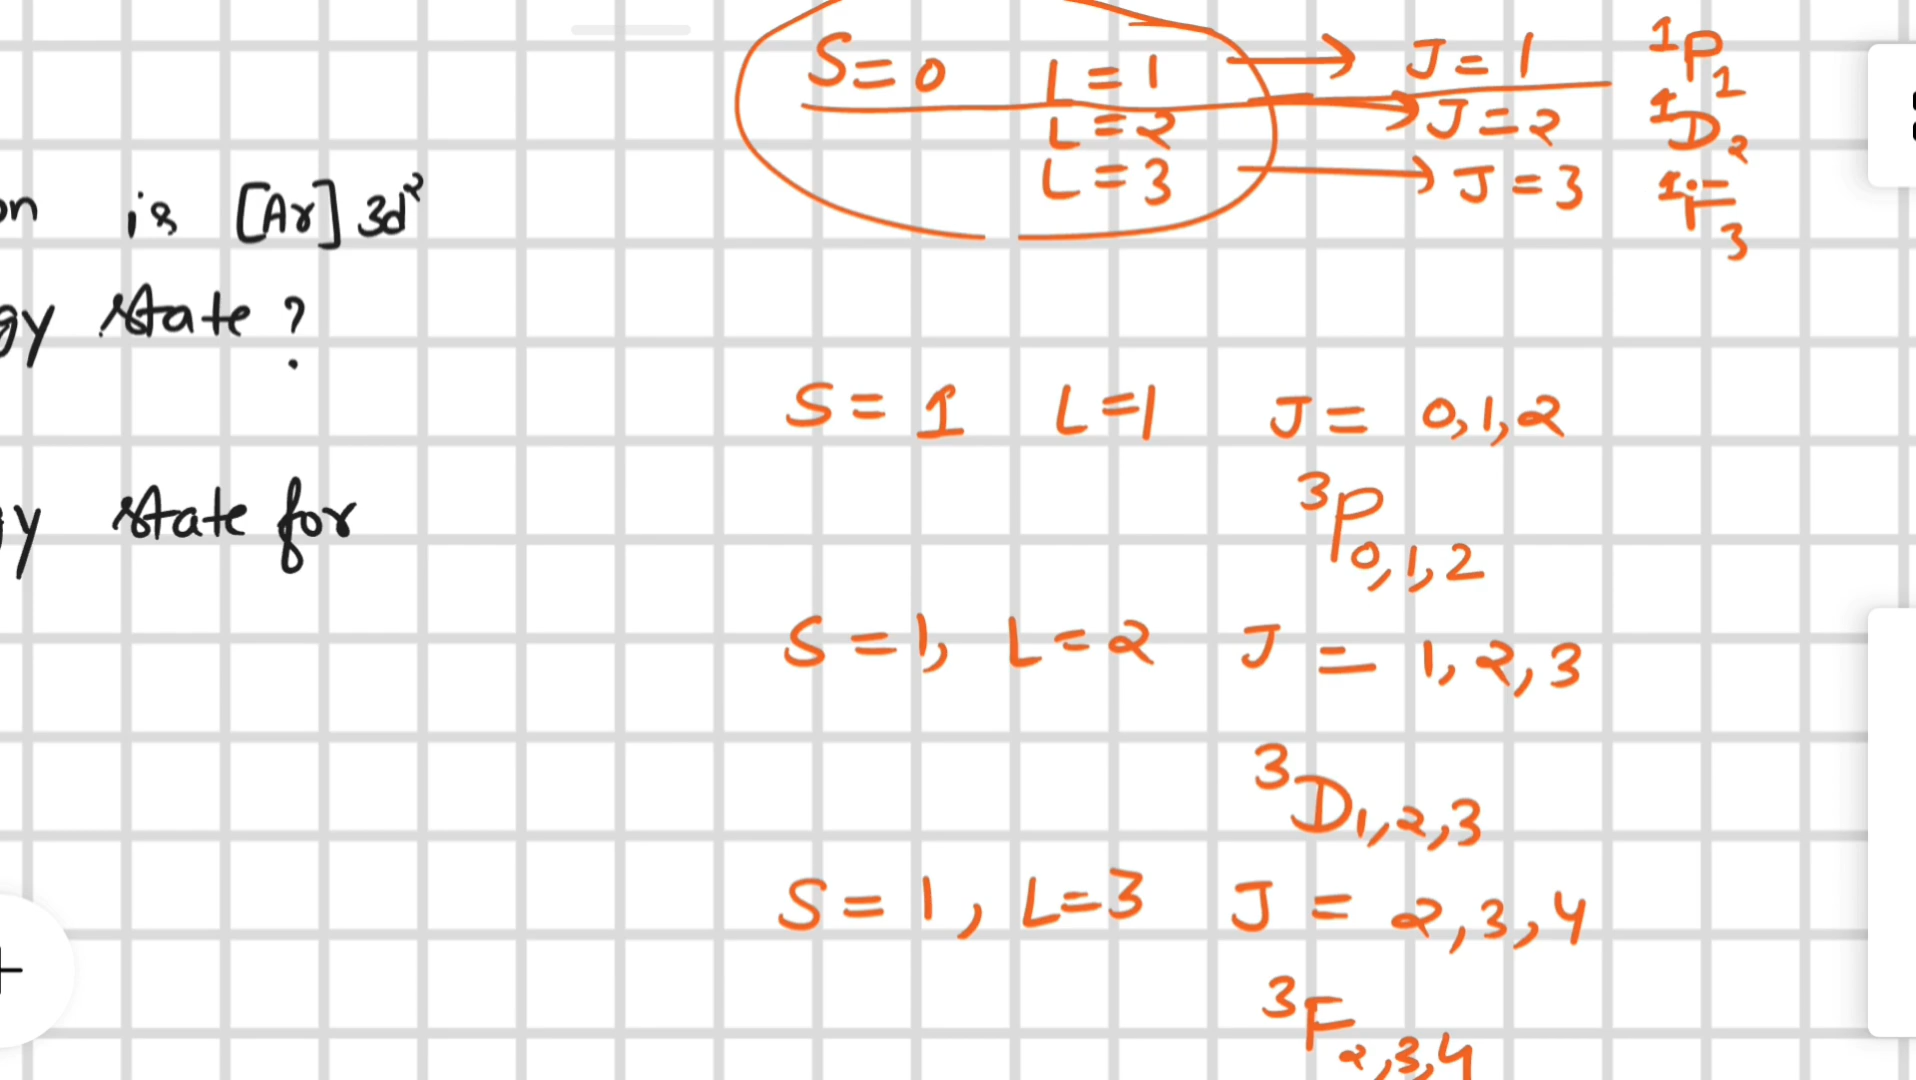 on is [Ar] 3d²
gy state ?
y state for
S = 0 L = 1 → J = 1 ¹P₁
L = 2 → J = 2 ¹D₂
L = 3 → J = 3 ¹F₃
S = 1 L = 1 J = 0, 1, 2
³P₀,₁,₂
S = 1, L = 2 J = 1, 2, 3
³D₁,₂,₃
S = 1, L = 3 J = 2, 3, 4
³F₂,₃,₄